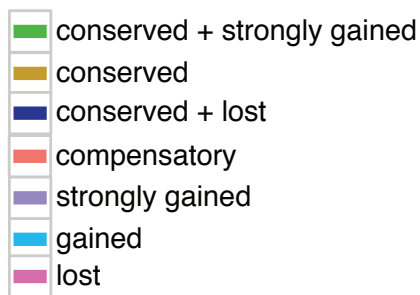 conserved + strongly gained
conserved
conserved + lost
compensatory
strongly gained
gained
lost